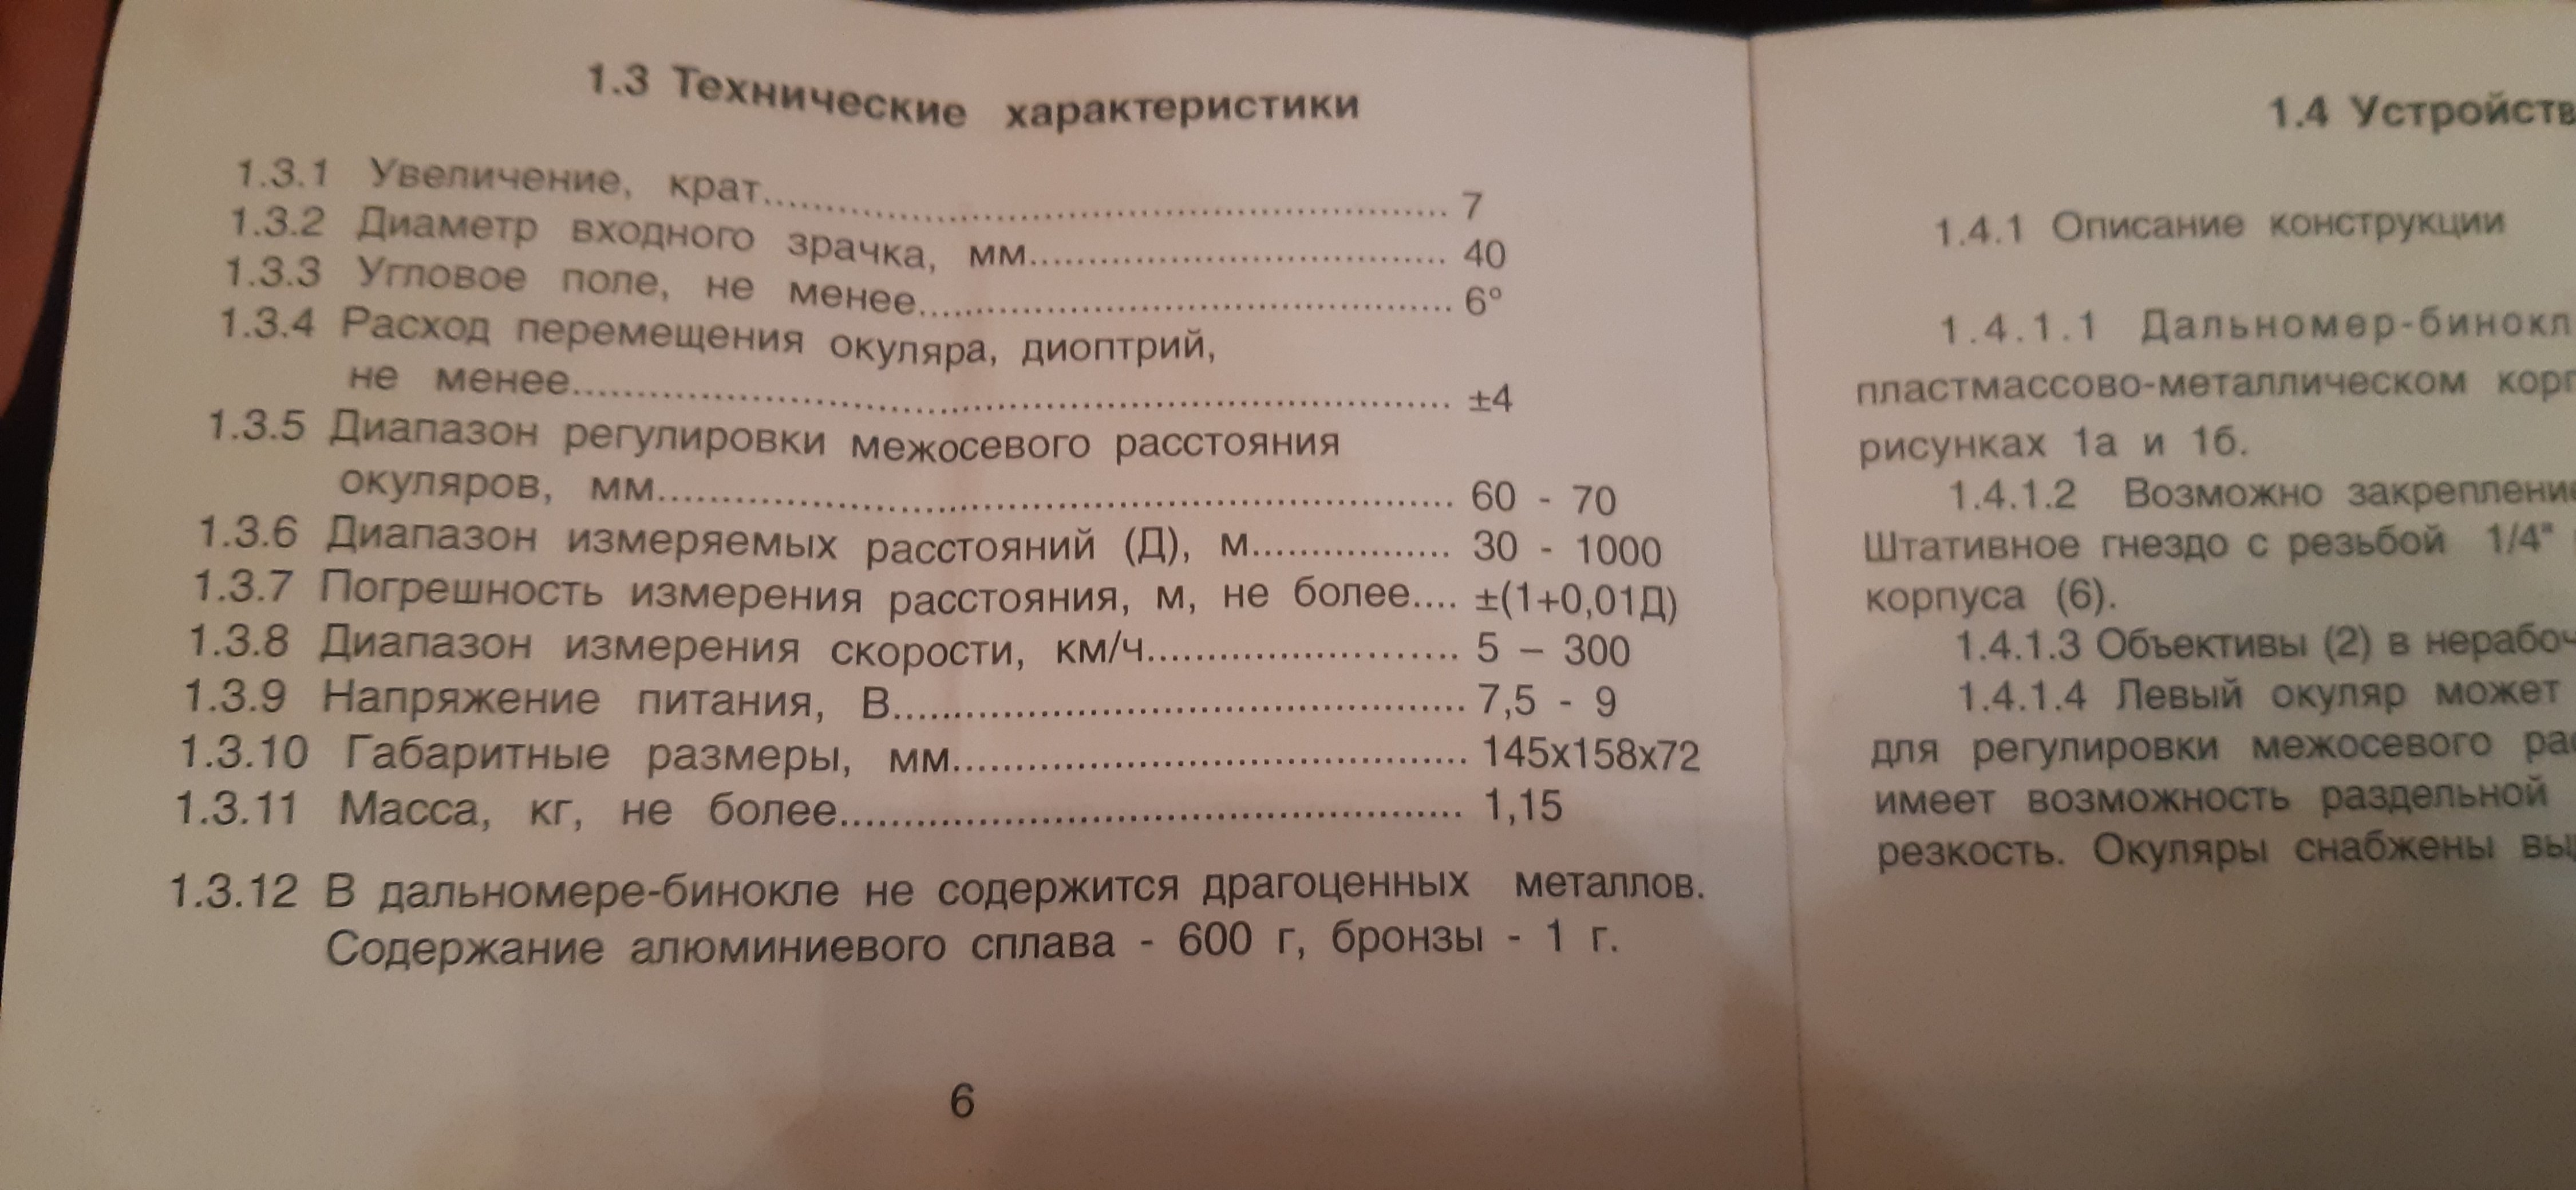 1.3 Технические характеристики
1.3.1 Увеличение, крат.................... 7
1.3.2 Диаметр входного зрачка, мм.................... 40
1.3.3 Угловое поле, не менее.................... 6°
1.3.4 Расход перемещения окуляра, диоптрий,
не менее.................... ±4
1.3.5 Диапазон регулировки межосевого расстояния
окуляров, мм.................... 60 - 70
1.3.6 Диапазон измеряемых расстояний (Д), м................ 30 - 1000
1.3.7 Погрешность измерения расстояния, м, не более.... ±(1+0,01Д)
1.3.8 Диапазон измерения скорости, км/ч.................... 5 – 300
1.3.9 Напряжение питания, В.................... 7,5 - 9
1.3.10 Габаритные размеры, мм.................... 145х158х72
1.3.11 Масса, кг, не более.................... 1,15
1.3.12 В дальномере-бинокле не содержится драгоценных металлов.
Содержание алюминиевого сплава - 600 г, бронзы - 1 г.
6
1.4 Устройств
1.4.1 Описание конструкции
1.4.1.1 Дальномер-бинокл
пластмассово-металлическом кор
рисунках 1а и 1б.
1.4.1.2 Возможно закрепление
Штативное гнездо с резьбой 1/4"
корпуса (6).
1.4.1.3 Объективы (2) в нерабоч
1.4.1.4 Левый окуляр может
для регулировки межосевого рас
имеет возможность раздельной
резкость. Окуляры снабжены вы